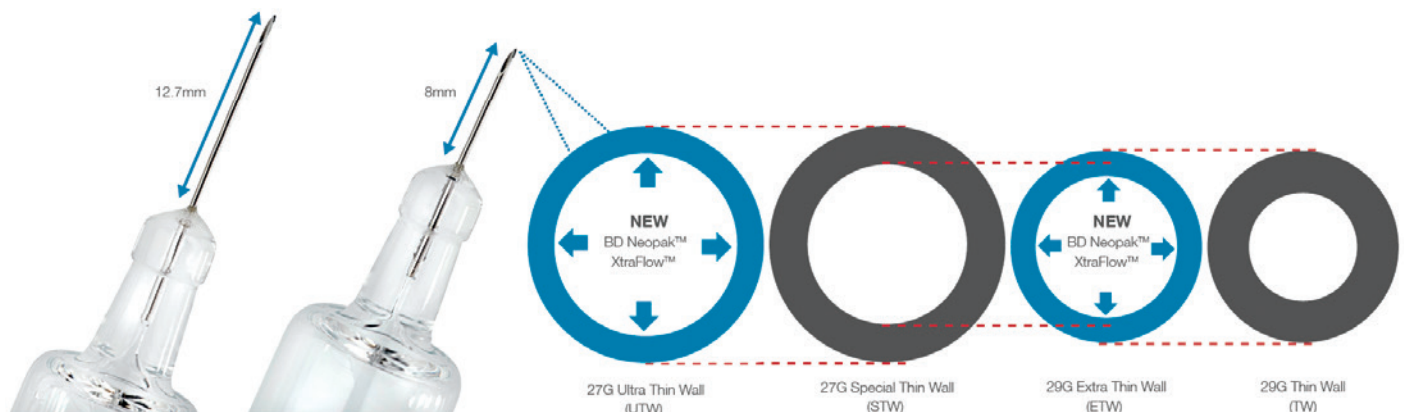 12.7mm
8mm
NEW
BD Neopak™
XtraFlow™
NEW
BD Neopak™
XtraFlow™
27G Ultra Thin Wall
(UTW)
27G Special Thin Wall
(STW)
29G Extra Thin Wall
(ETW)
29G Thin Wall
(TW)